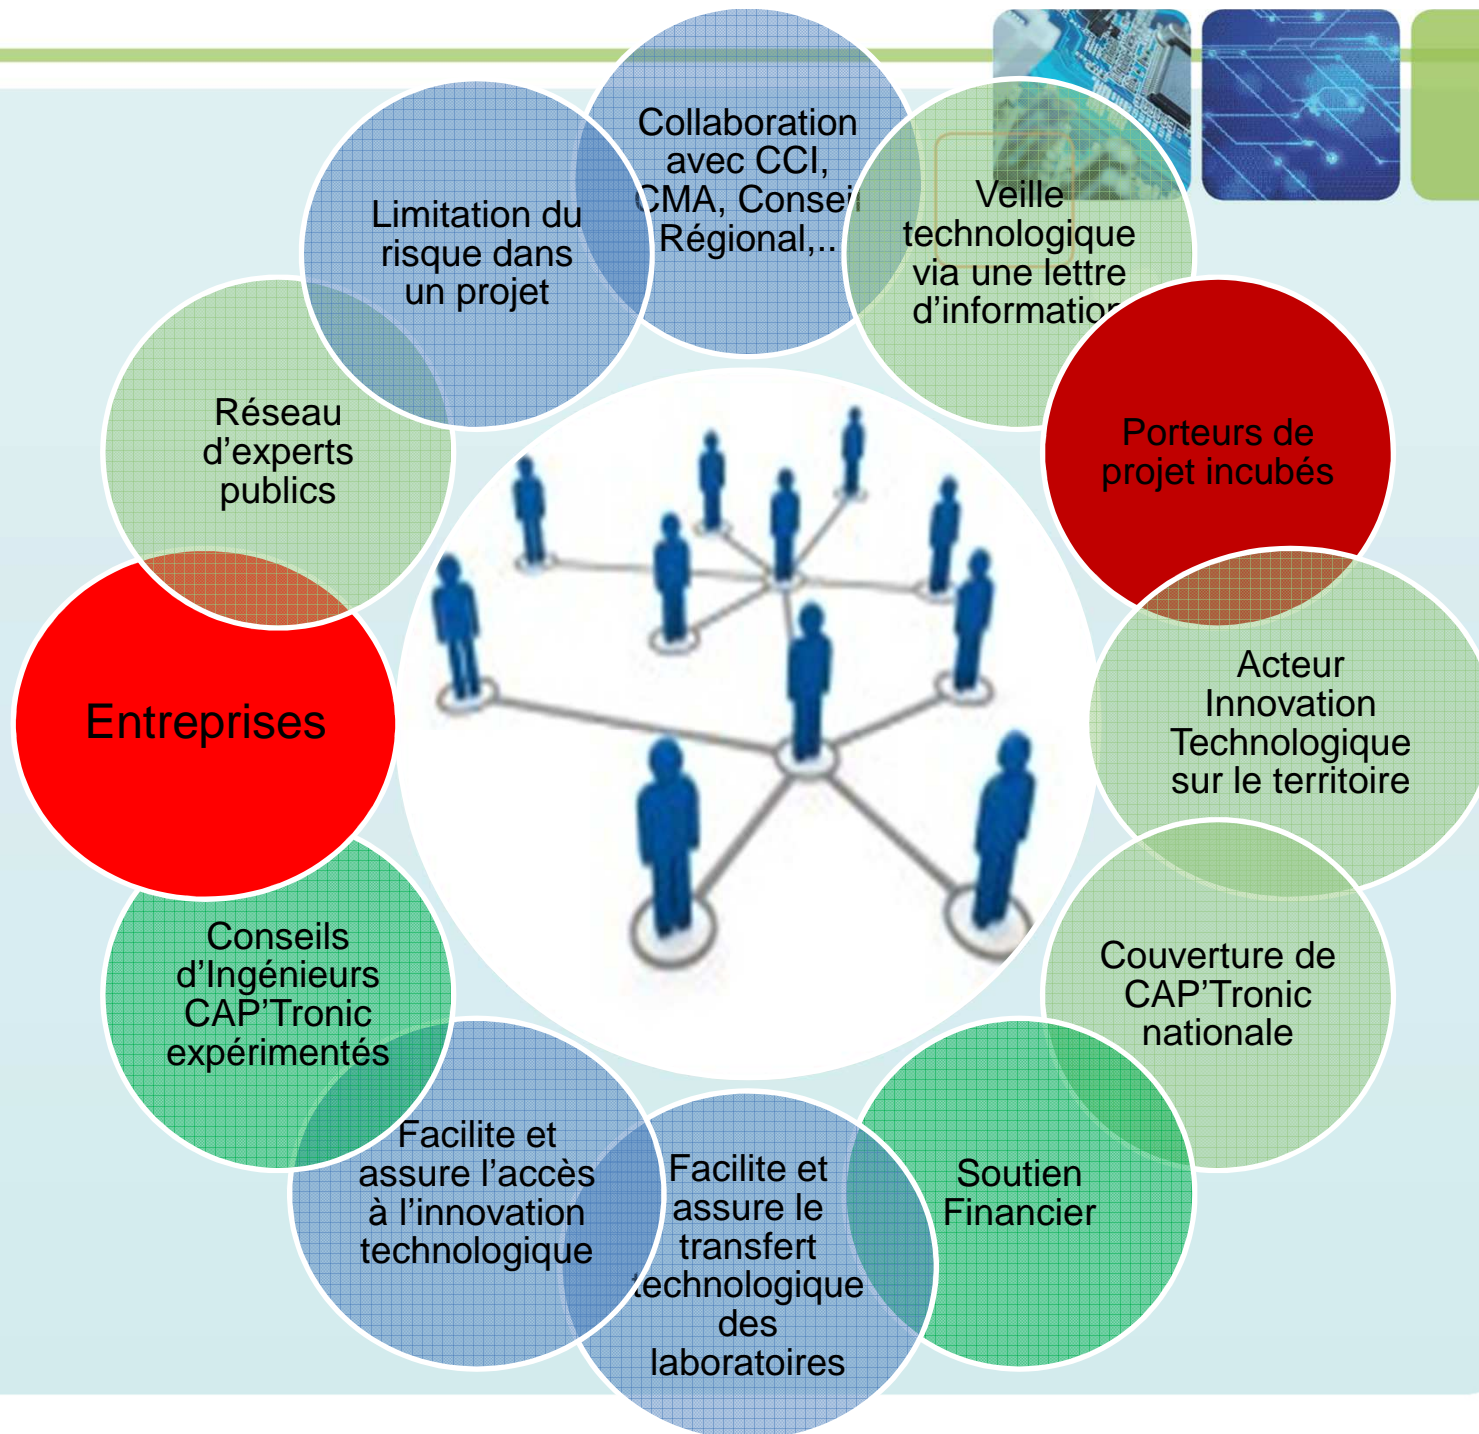 Collaboration
avec CCI,
CMA, Conseil
Régional,..
Veille
technologique
via une lettre
d’information
Porteurs de
projet incubés
Acteur
Innovation
Technologique
sur le territoire
Couverture de
CAP’Tronic
nationale
Soutien
Financier
Facilite et
assure le
transfert
technologique
des
laboratoires
Facilite et
assure l’accès
à l’innovation
technologique
Conseils
d’Ingénieurs
CAP’Tronic
expérimentés
Entreprises
Réseau
d’experts
publics
Limitation du
risque dans
un projet